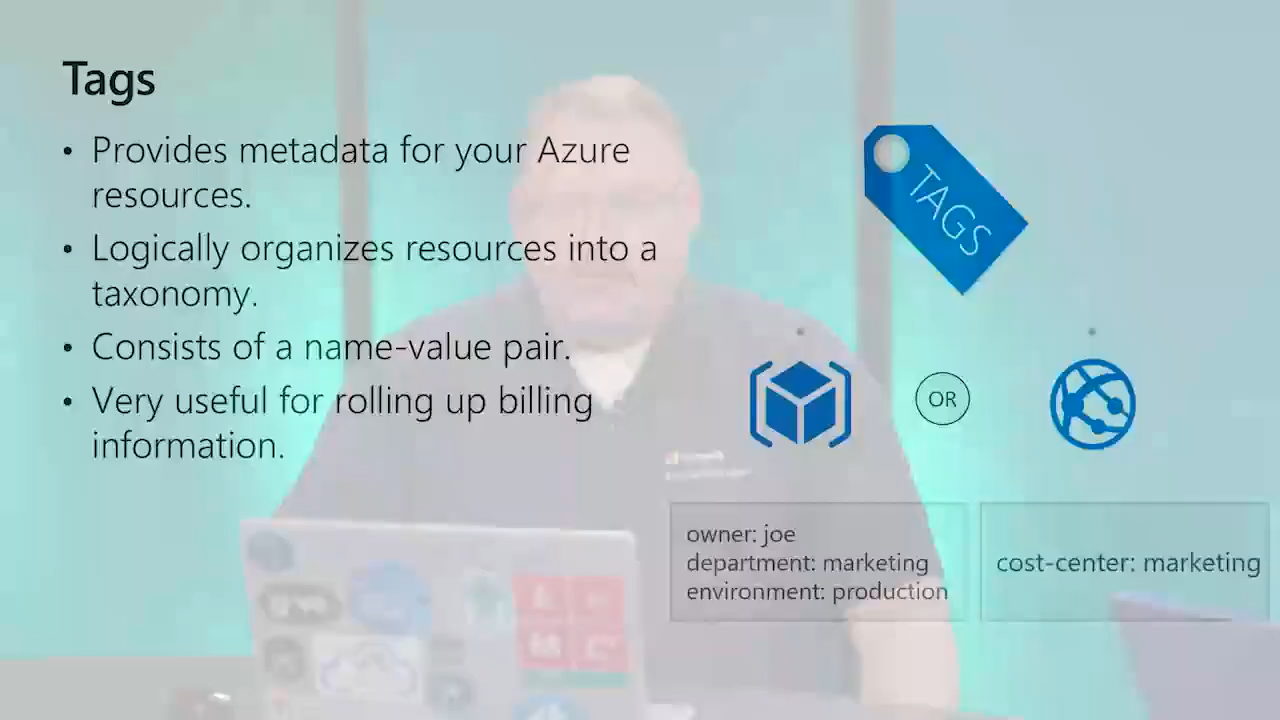 Tags
• Provides metadata for your Azure
resources.
• Logically organizes resources into a
taxonomy.
• Consists of a name-value pair.
• Very useful for rolling up billing
information.
TAGS
OR
owner: joe
department: marketing
environment: production
cost-center: marketing